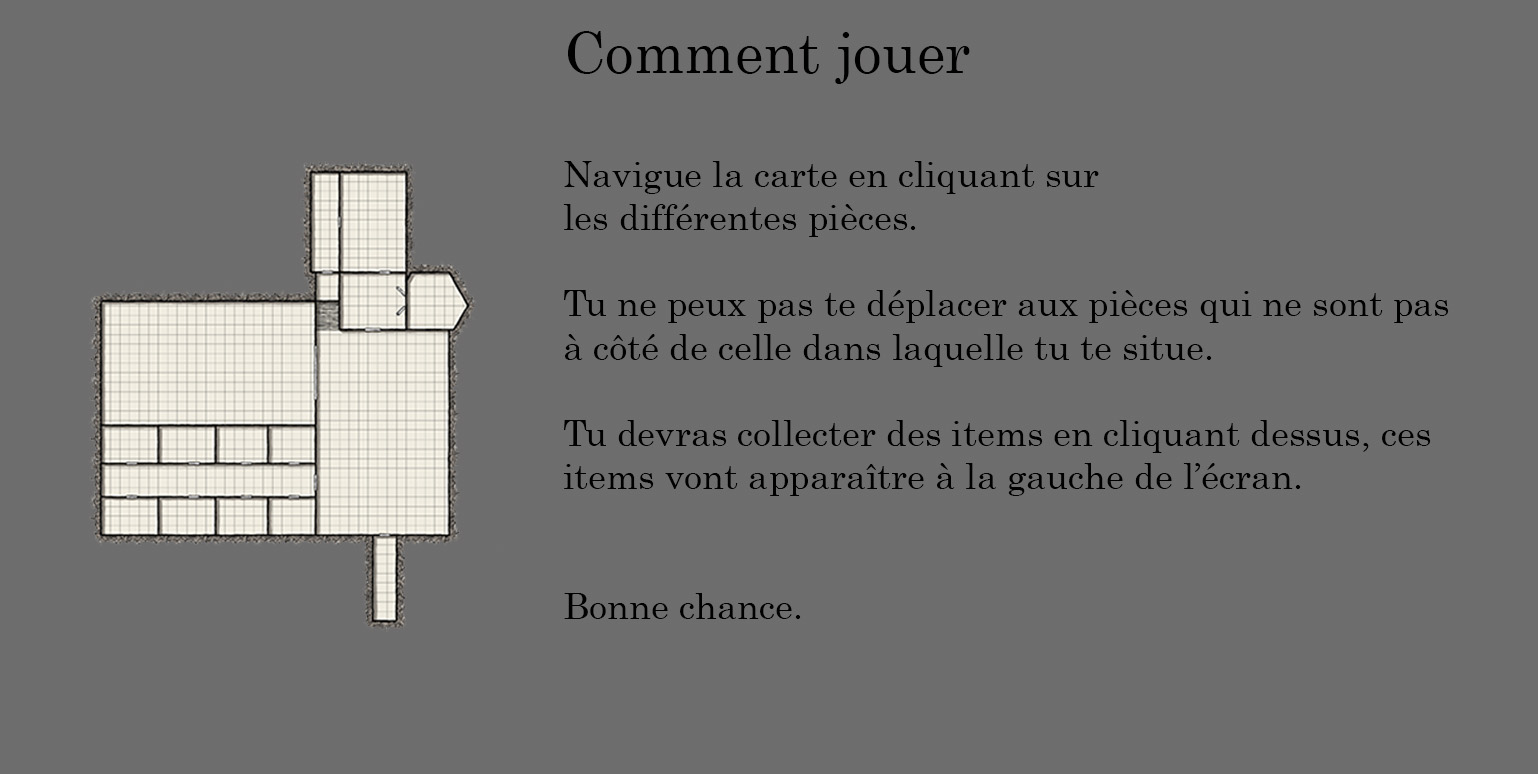 Comment jouer
Navigue la carte en cliquant sur
les différentes pièces.
Tu ne peux pas te déplacer aux pièces qui ne sont pas
à côté de celle dans laquelle tu te situe.
Tu devras collecter des items en cliquant dessus, ces
items vont apparaître à la gauche de l’écran.
Bonne chance.